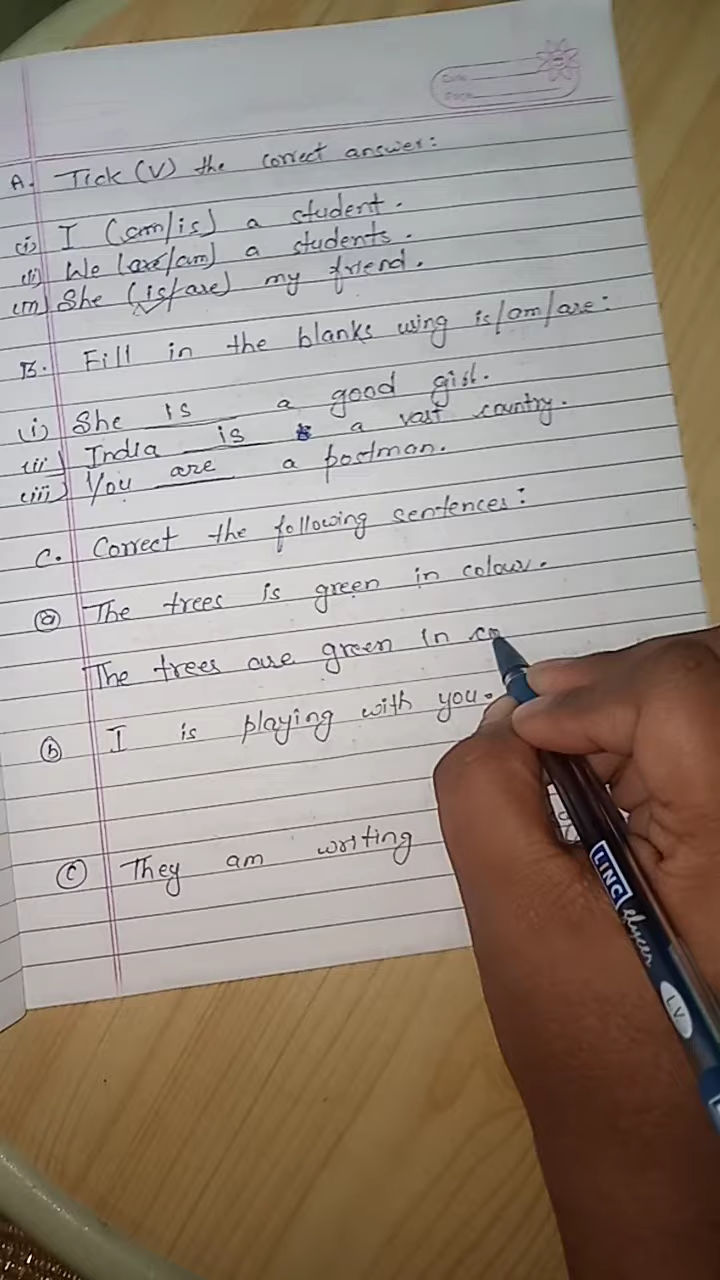 A. Tick (V) the correct answer:
(i) I (am/is) a student.
(ii) We (are/am) a students.
(iii) She (is/are) my friend.
B. Fill in the blanks using is/am/are:
(i) She is a good girl.
(ii) India is a vast country.
(iii) You are a postman.
C. Correct the following sentences:
(a) The trees is green in colour.
The trees are green in co
(b) I is playing with you.
(c) They am writing
LINC elycer